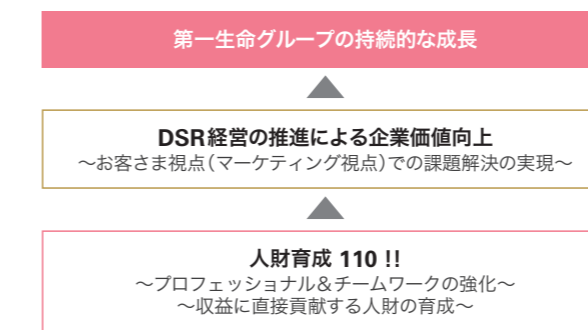 第一生命グループの持続的な成長
DSR経営の推進による企業価値向上
～お客さま視点（マーケティング視点）での課題解決の実現～
人財育成 110 !!
～プロフェッショナル＆チームワークの強化～
～収益に直接貢献する人財の育成～